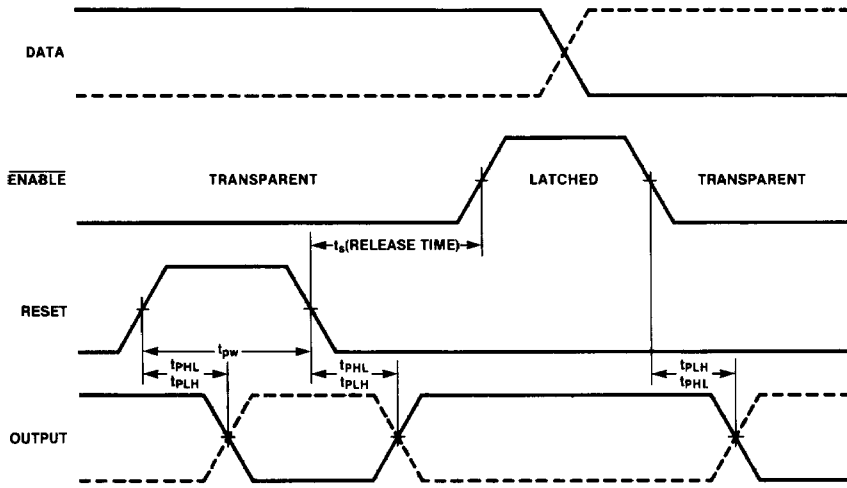 DATA
ENABLE
TRANSPARENT
LATCHED
TRANSPARENT
ts(RELEASE TIME)
RESET
tpw
tPHL
tPLH
tPHL
tPLH
tPLH
tPHL
OUTPUT